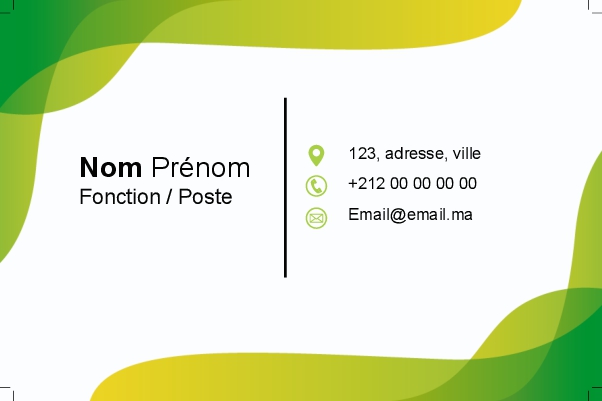 Nom Prénom
Fonction / Poste
123, adresse, ville
+212 00 00 00 00
Email@email.ma